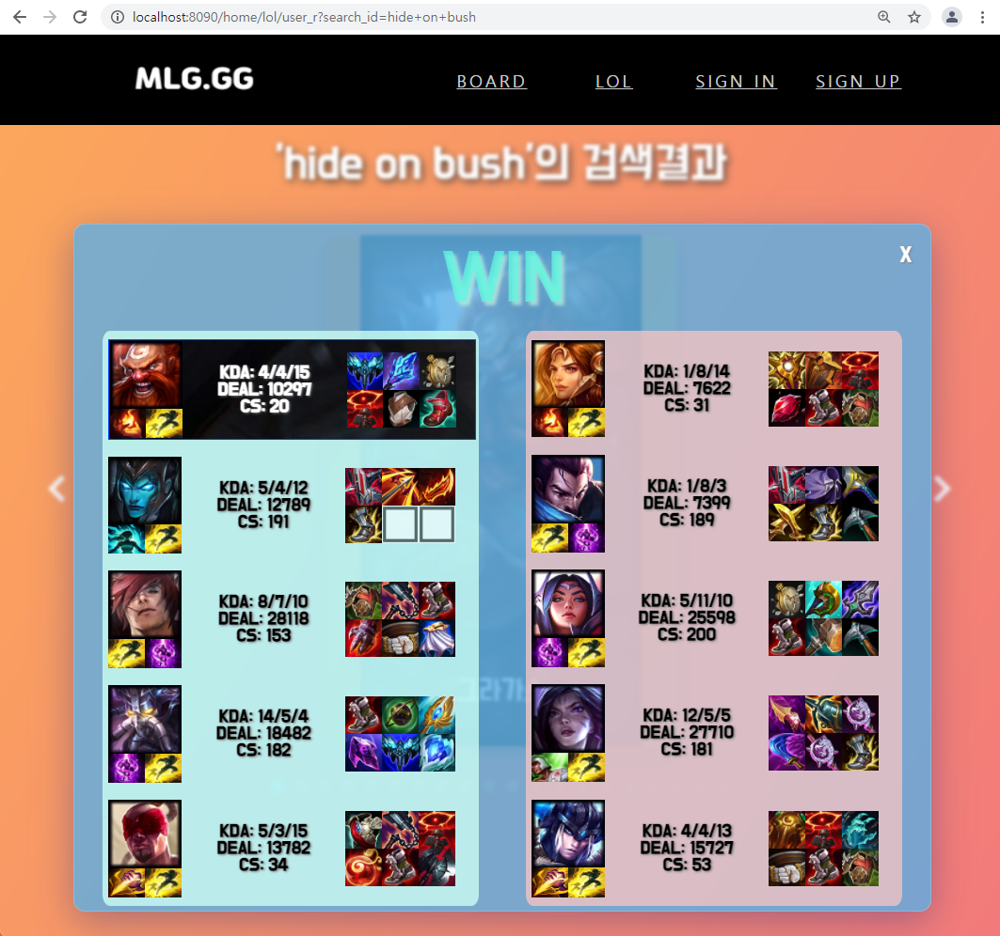 localhost:8090/home/lol/user_r?search_id=hide+on+bush
MLG.GG
BOARD
LOL
SIGN IN
SIGN UP
'hide on bush'의 검색결과
X
WIN
KDA: 4/4/15
DEAL: 10297
CS: 20
KDA: 5/4/12
DEAL: 12789
CS: 191
KDA: 8/7/10
DEAL: 28118
CS: 153
KDA: 14/5/4
DEAL: 18482
CS: 182
KDA: 5/3/15
DEAL: 13782
CS: 34
KDA: 1/8/14
DEAL: 7622
CS: 31
KDA: 1/8/3
DEAL: 7399
CS: 189
KDA: 5/11/10
DEAL: 25598
CS: 200
KDA: 12/5/5
DEAL: 27710
CS: 181
KDA: 4/4/13
DEAL: 15727
CS: 53